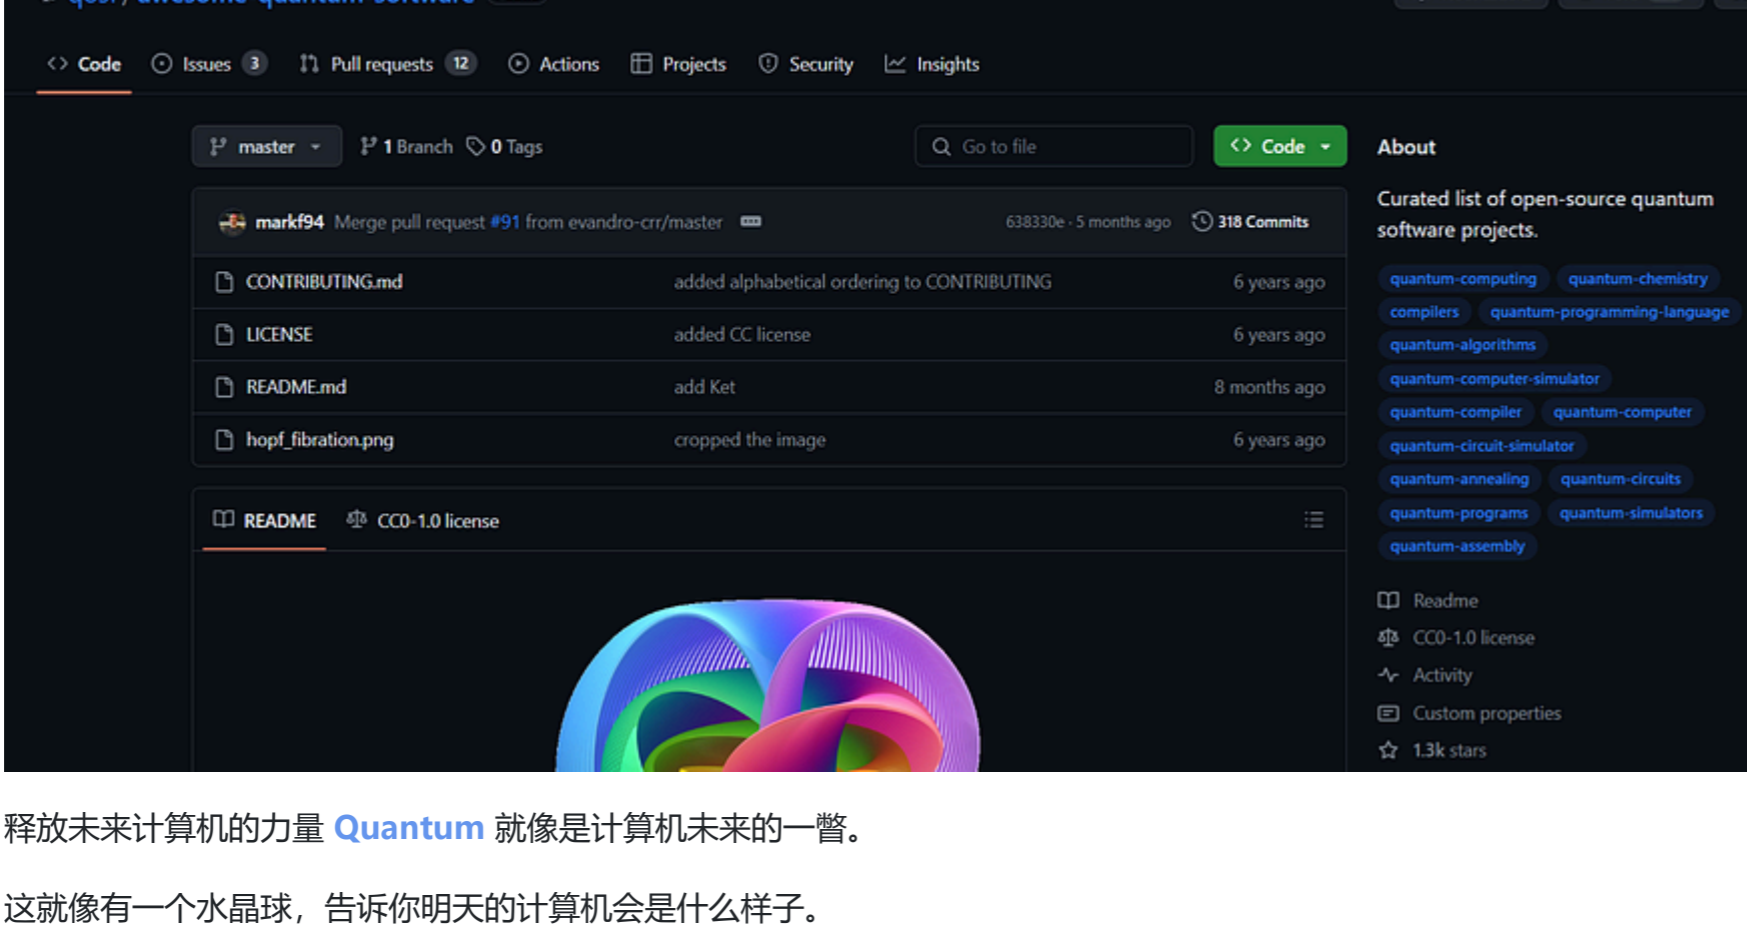 qosf / awesome-quantum-software
Code Issues 3 Pull requests 12 Actions Projects Security Insights
master 1 Branch 0 Tags Go to file Code
markf94 Merge pull request #91 from evandro-crr/master 638330e · 5 months ago 318 Commits
CONTRIBUTING.md added alphabetical ordering to CONTRIBUTING 6 years ago
LICENSE added CC license 6 years ago
README.md add Ket 8 months ago
hopf_fibration.png cropped the image 6 years ago
README CC0-1.0 license
About
Curated list of open-source quantum
software projects.
quantum-computing quantum-chemistry
compilers quantum-programming-language
quantum-algorithms
quantum-computer-simulator
quantum-compiler quantum-computer
quantum-circuit-simulator
quantum-annealing quantum-circuits
quantum-programs quantum-simulators
quantum-assembly
Readme
CC0-1.0 license
Activity
Custom properties
1.3k stars
释放未来计算机的力量 Quantum 就像是计算机未来的一瞥。
这就像有一个水晶球，告诉你明天的计算机会是什么样子。